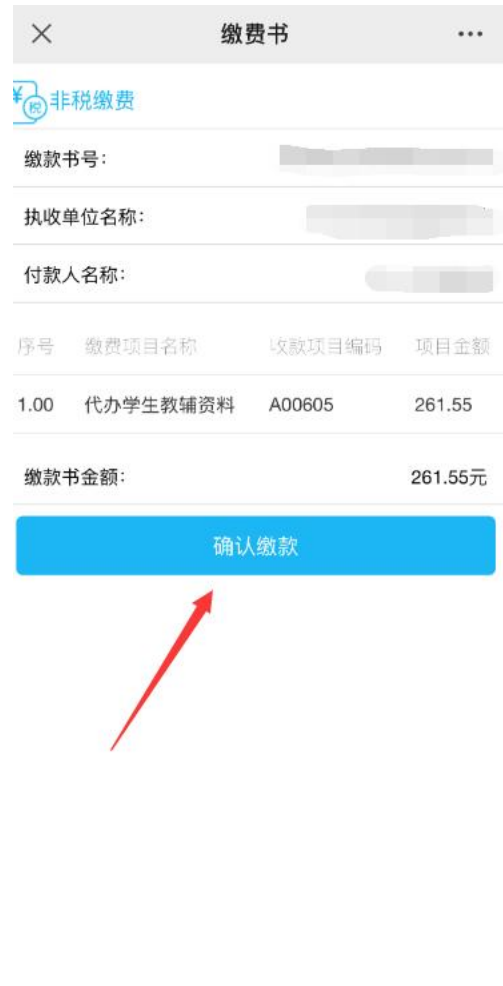 缴费书
¥税 非税缴费
缴款书号:
执收单位名称:
付款人名称:
序号 缴费项目名称 收款项目编码 项目金额
1.00 代办学生教辅资料 A00605 261.55
缴款书金额: 261.55元
确认缴款